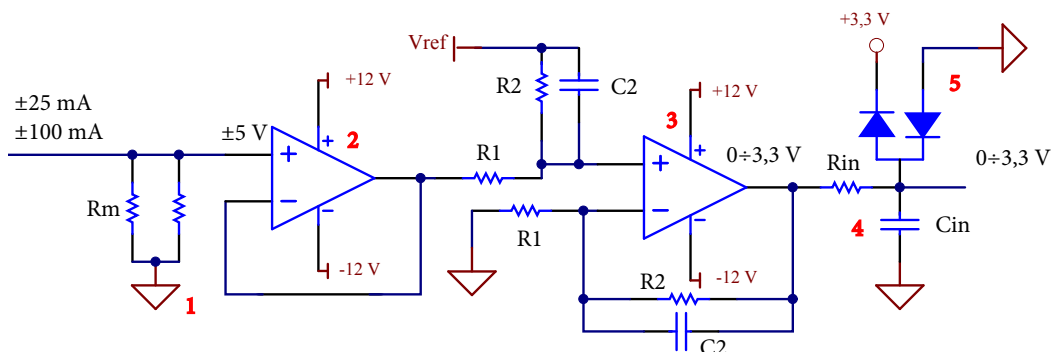 ±25 mA
±100 mA
Rm
1
±5 V
+12 V
2
-12 V
Vref
R2
C2
R1
R1
+12 V
3
-12 V
R2
C2
0÷3,3 V
Rin
4
Cin
+3,3 V
5
0÷3,3 V